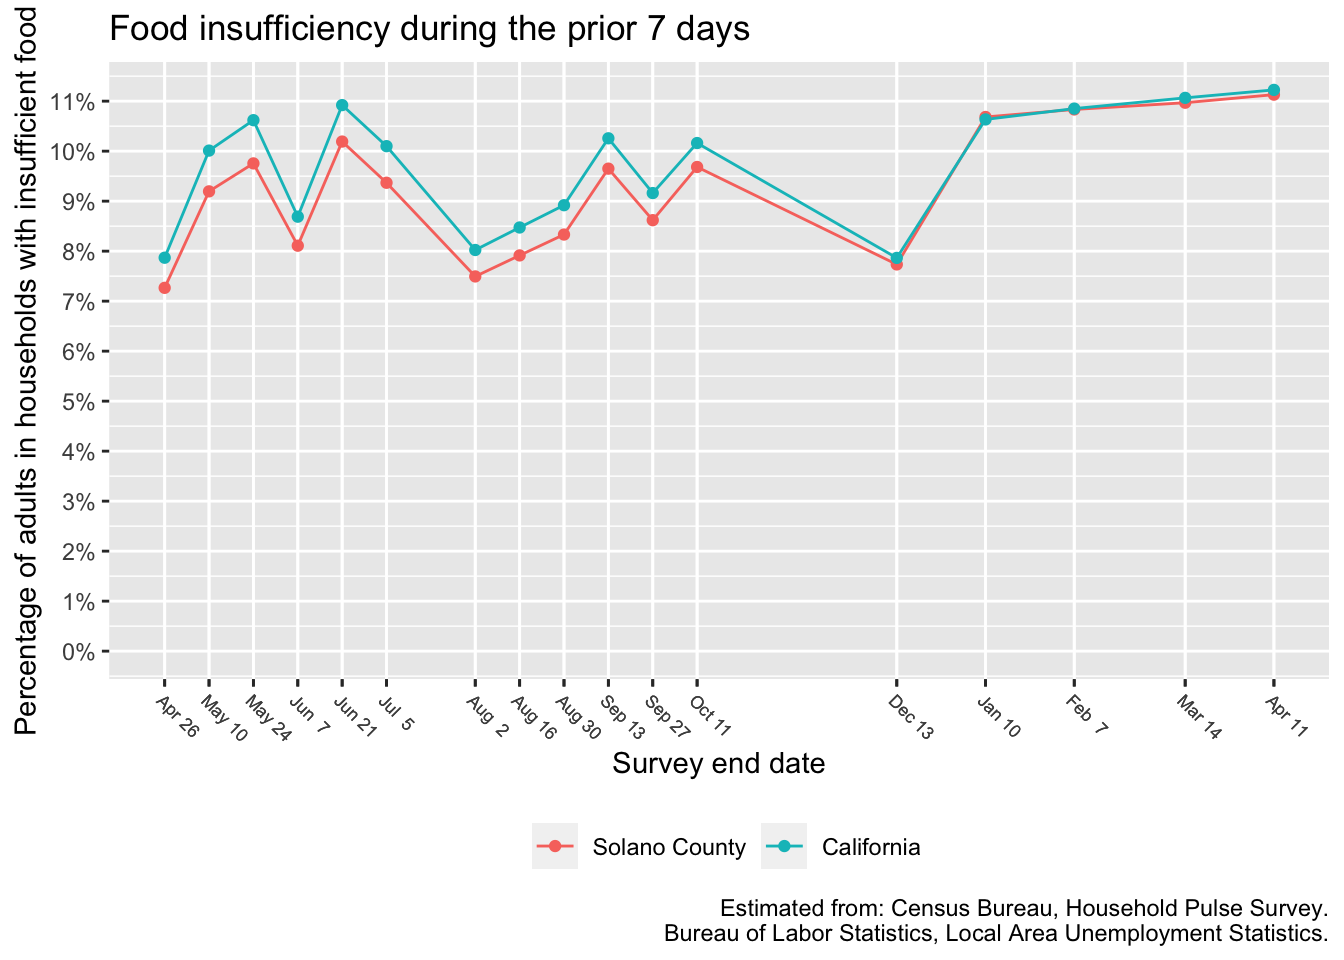 Food insufficiency during the prior 7 days
Percentage of adults in households with insufficient food
11%
10%
9%
8%
7%
6%
5%
4%
3%
2%
1%
0%
Apr 26
May 10
May 24
Jun 7
Jun 21
Jul 5
Aug 2
Aug 16
Aug 30
Sep 13
Sep 27
Oct 11
Dec 13
Jan 10
Feb 7
Mar 14
Apr 11
Survey end date
Solano County
California
Estimated from: Census Bureau, Household Pulse Survey.
Bureau of Labor Statistics, Local Area Unemployment Statistics.